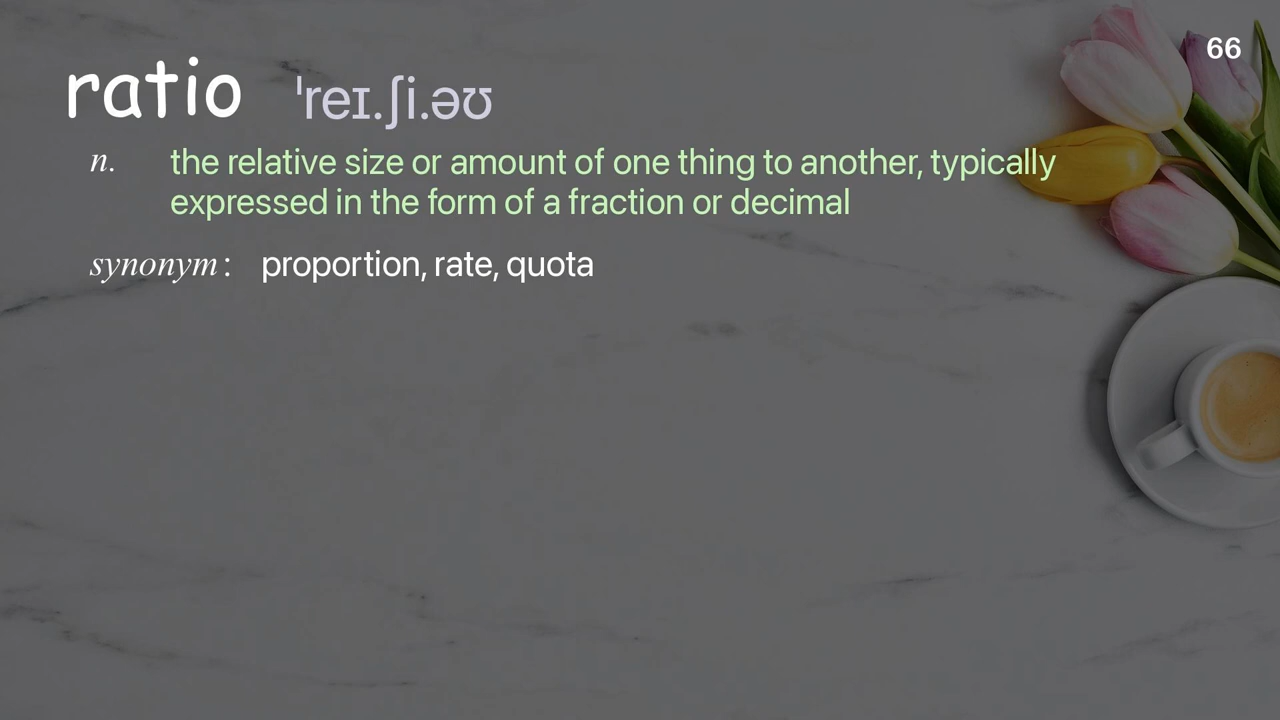 66
ratio ˈreɪ.ʃi.əʊ
n. the relative size or amount of one thing to another, typically
expressed in the form of a fraction or decimal
synonym : proportion, rate, quota